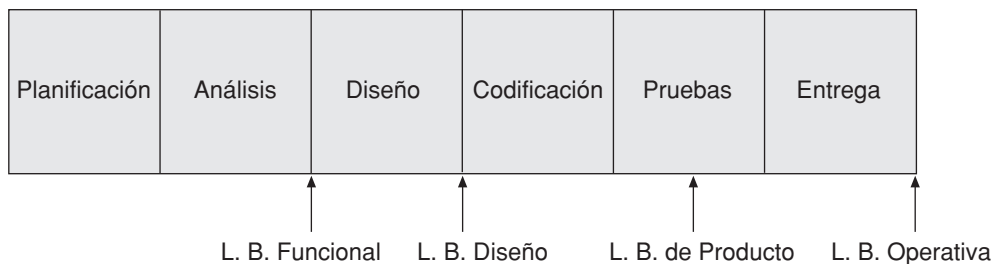 Planificación Análisis Diseño Codificación Pruebas Entrega
L. B. Funcional L. B. Diseño L. B. de Producto L. B. Operativa